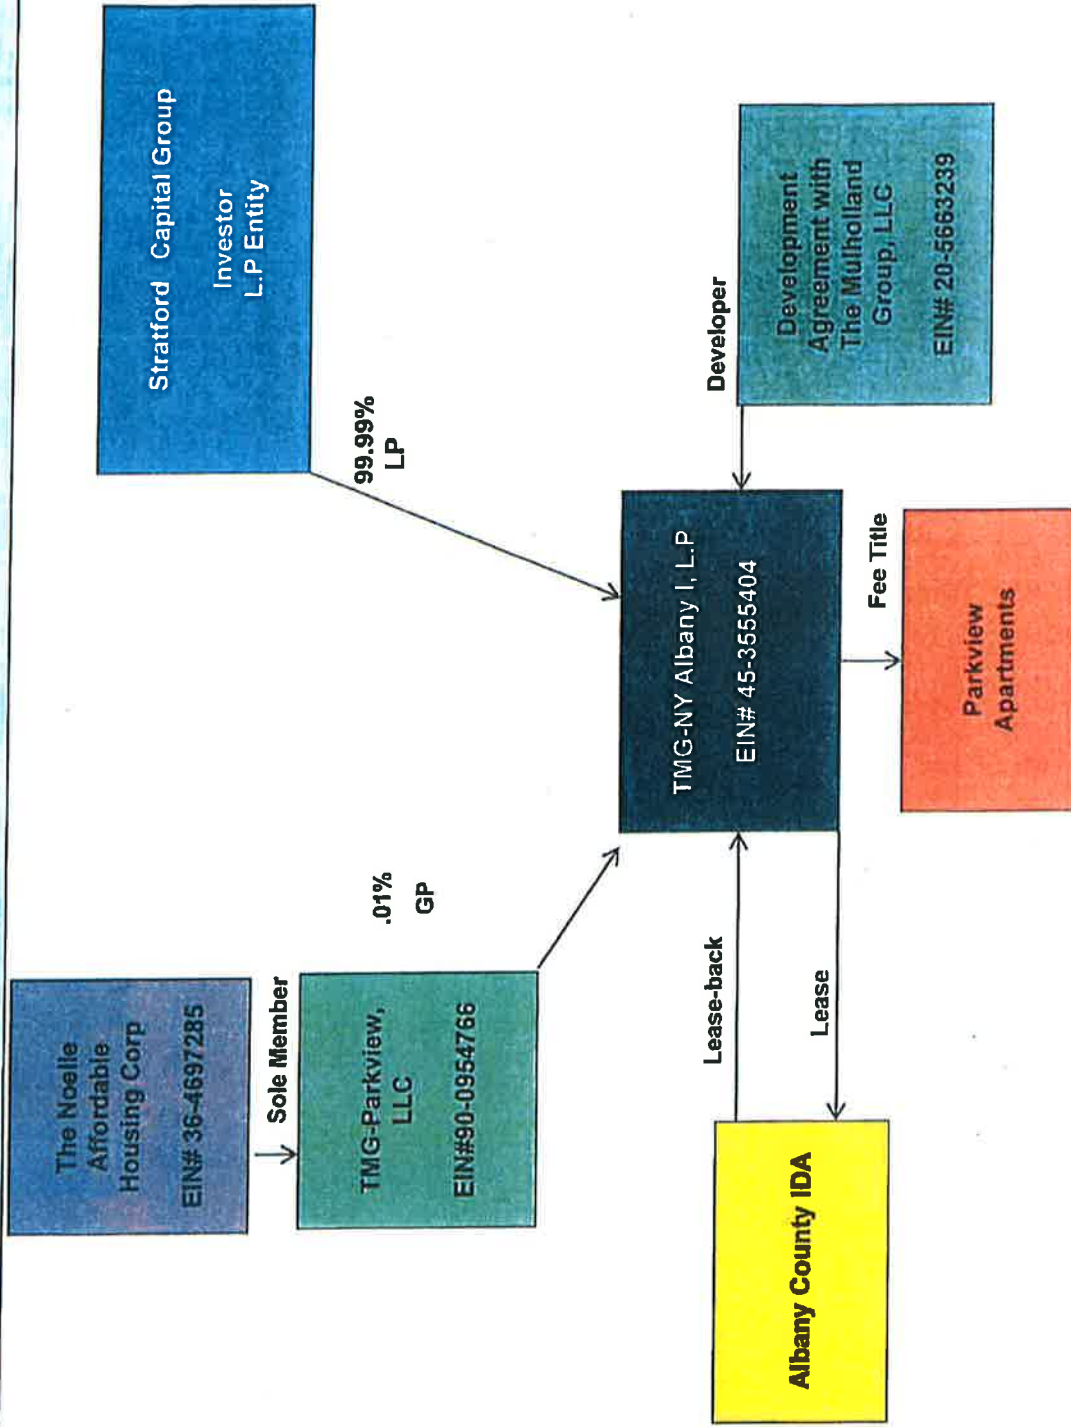 The Noelle
Affordable
Housing Corp
EIN# 36-4697285
Sole Member
TMG-Parkview,
LLC
EIN#90-0954766
.01%
GP
Stratford Capital Group
Investor
L.P Entity
99.99%
LP
TMG-NY Albany I, L.P
EIN# 45-3555404
Developer
Development
Agreement with
The Mulholland
Group, LLC
EIN# 20-5663239
Lease-back
Lease
Albany County IDA
Fee Title
Parkview
Apartments